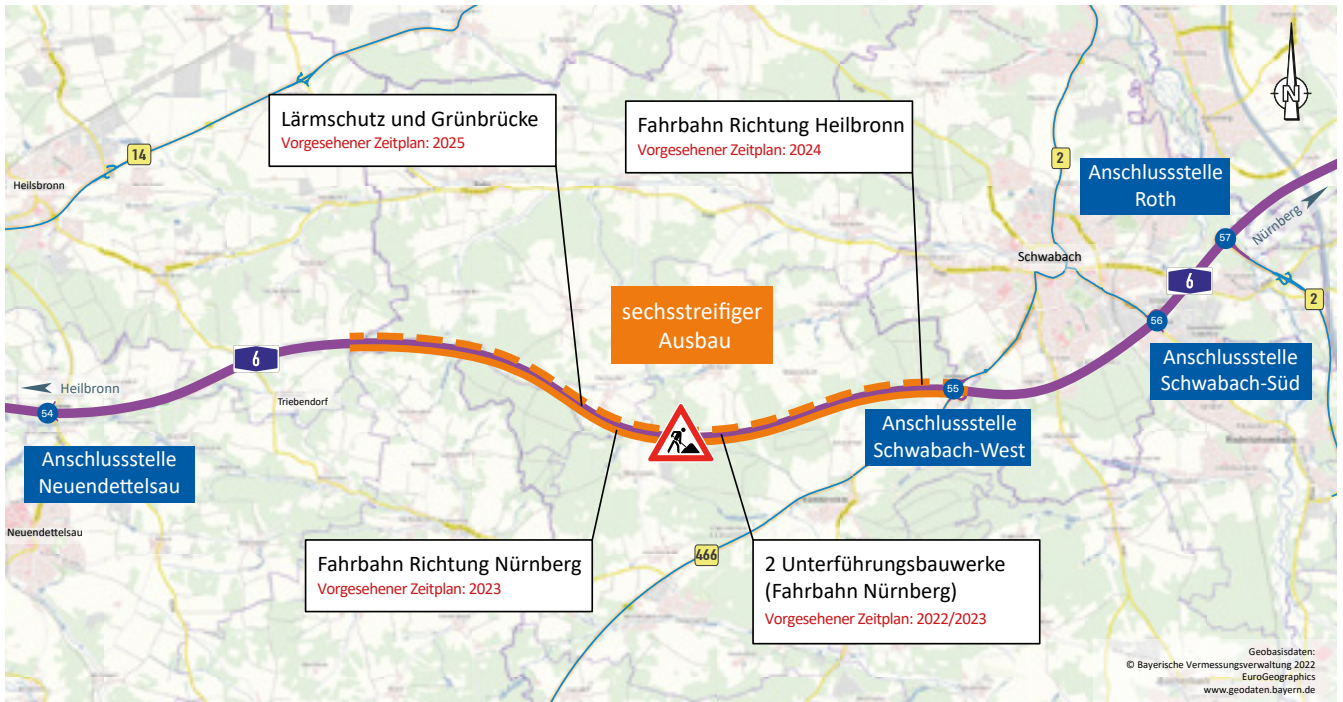 Lärmschutz und Grünbrücke
Vorgesehener Zeitplan: 2025
Fahrbahn Richtung Heilbronn
Vorgesehener Zeitplan: 2024
N
14
Heilsbronn
2
Anschlussstelle
Roth
57
Nürnberg
Schwabach
6
2
56
sechsstreifiger
Ausbau
Anschlussstelle
Schwabach-Süd
6
Heilbronn
54
Triebendorf
55
Anschlussstelle
Schwabach-West
Anschlussstelle
Neuendettelsau
Neuendettelsau
Fahrbahn Richtung Nürnberg
Vorgesehener Zeitplan: 2023
466
2 Unterführungsbauwerke
(Fahrbahn Nürnberg)
Vorgesehener Zeitplan: 2022/2023
Geobasisdaten:
© Bayerische Vermessungsverwaltung 2022
EuroGeographics
www.geodaten.bayern.de